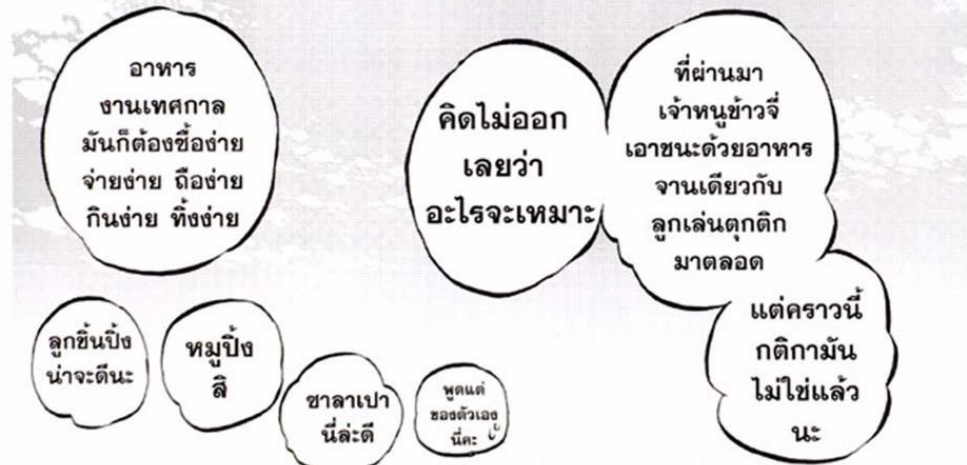 ที่ผ่านมา
เจ้าหนูข้าวจี่
เอาชนะด้วยอาหาร
จานเดียวกับ
ลูกเล่นตุกติก
มาตลอด
แต่คราวนี้
กติกามัน
ไม่ใช่แล้ว
นะ
คิดไม่ออก
เลยว่า
อะไรจะเหมาะ
อาหาร
งานเทศกาล
มันก็ต้องซื้อง่าย
จ่ายง่าย ถือง่าย
กินง่าย ทิ้งง่าย
พูดแต่
ของตัวเอง
นี่คะ
ซาลาเปา
นี่ล่ะดี
หมูปิ้ง
สิ
ลูกชิ้นปิ้ง
น่าจะดีนะ